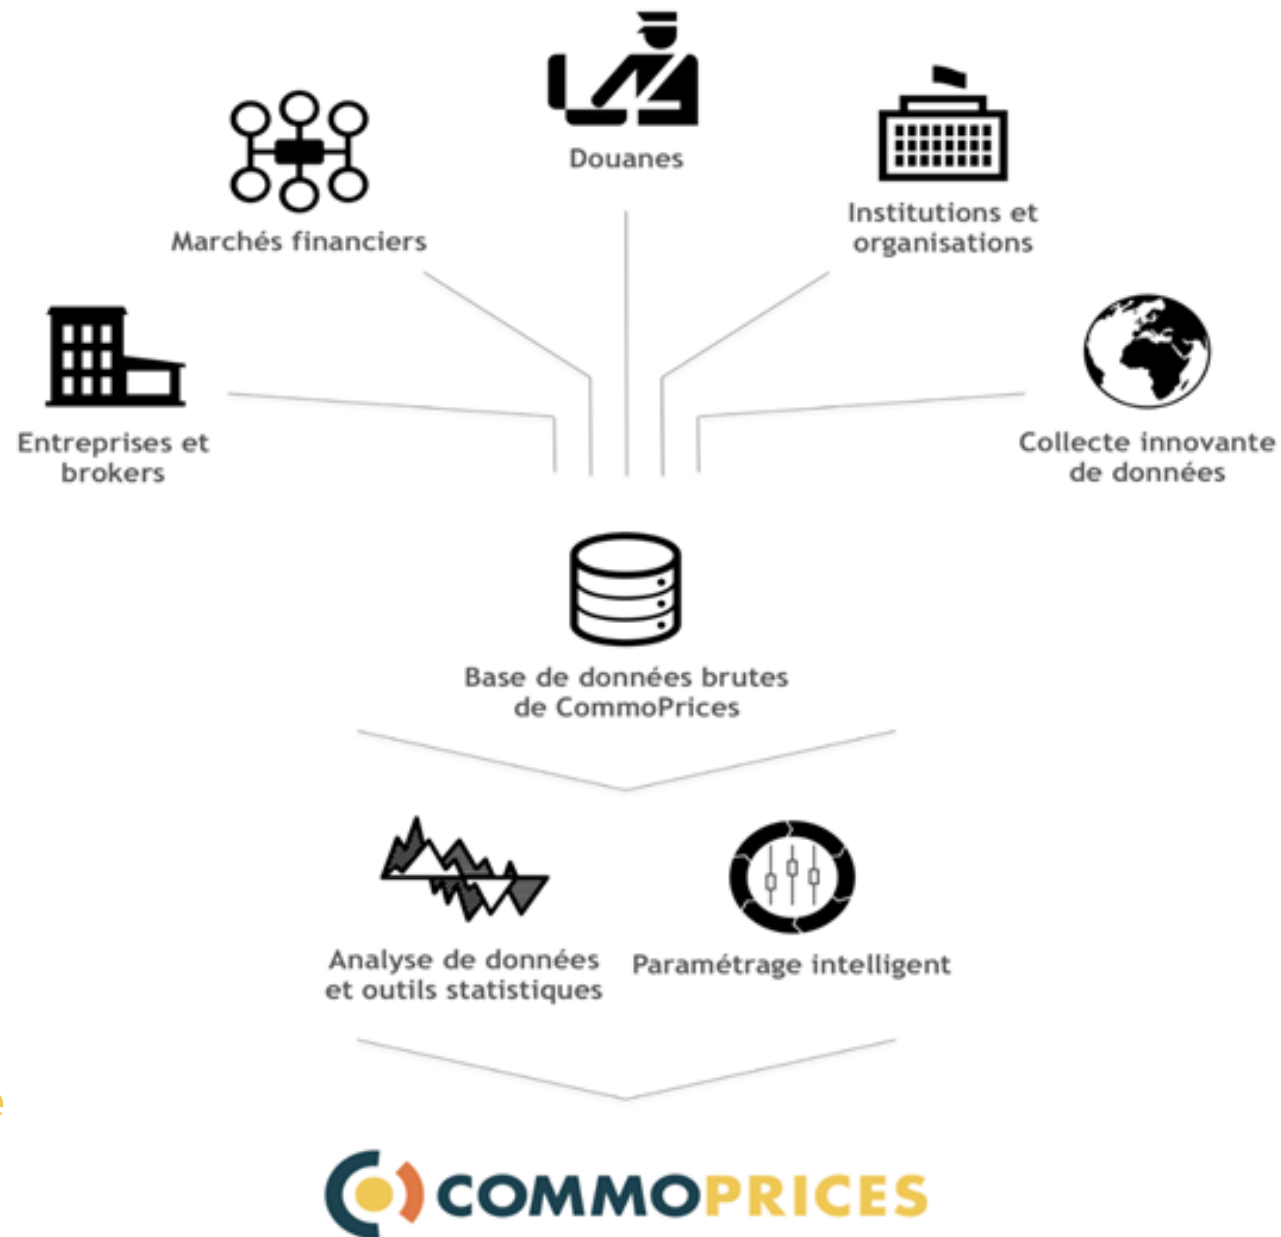 Douanes
Marchés financiers
Institutions et
organisations
Entreprises et
brokers
Collecte innovante
de données
Base de données brutes
de CommoPrices
Analyse de données
et outils statistiques
Paramétrage intelligent
e
COMMOPRICES